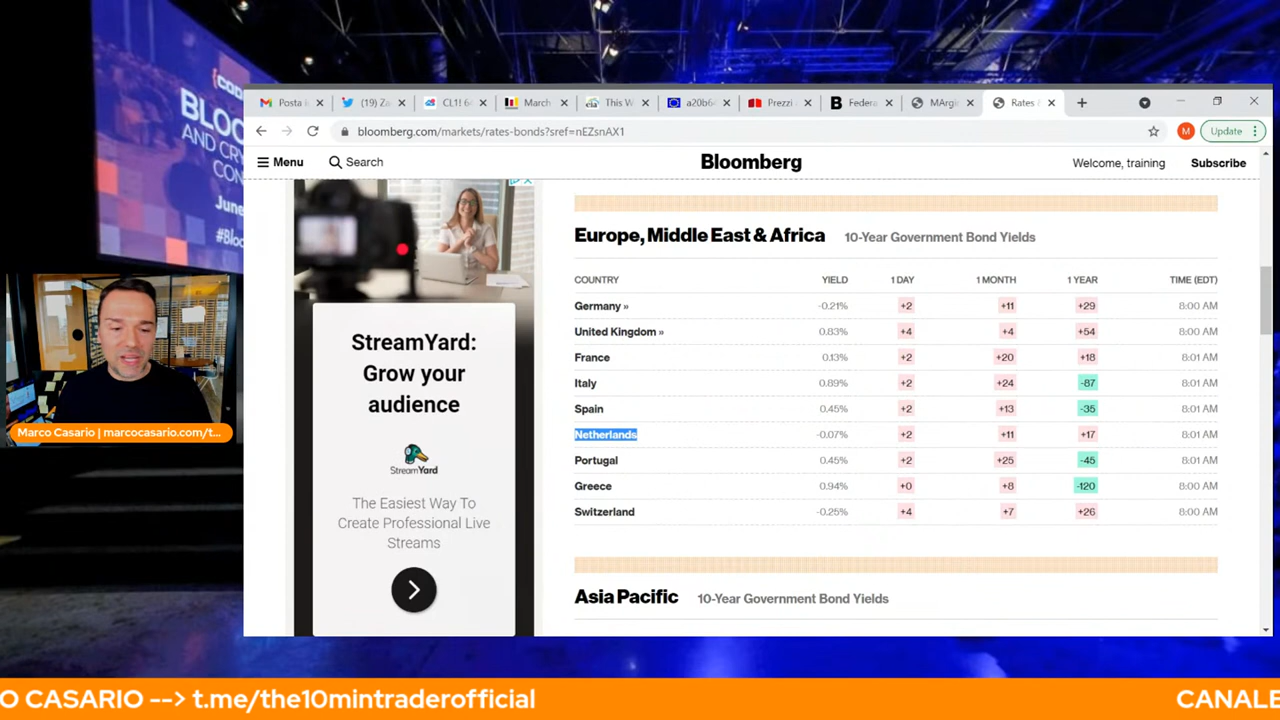 CODE
BLOC
AND CRY
CON
June
#Bloc
Marco Casario | marcocasario.com/t...
Posta i
(19) Za
CL1! 6
March
This W
a20b6
Prezzi
Federa
MArgi
Rates &
bloomberg.com/markets/rates-bonds?sref=nEZsnAX1
M
Update
Menu
Search
Bloomberg
Welcome, training
Subscribe
StreamYard:
Grow your
audience
StreamYard
The Easiest Way To
Create Professional Live
Streams
Europe, Middle East & Africa 10-Year Government Bond Yields
COUNTRY YIELD 1 DAY 1 MONTH 1 YEAR TIME (EDT)
Germany » -0.21% +2 +11 +29 8:00 AM
United Kingdom » 0.83% +4 +4 +54 8:00 AM
France 0.13% +2 +20 +18 8:01 AM
Italy 0.89% +2 +24 -87 8:01 AM
Spain 0.45% +2 +13 -35 8:01 AM
Netherlands -0.07% +2 +11 +17 8:01 AM
Portugal 0.45% +2 +25 -45 8:01 AM
Greece 0.94% +0 +8 -120 8:00 AM
Switzerland -0.25% +4 +7 +26 8:00 AM
Asia Pacific 10-Year Government Bond Yields
O CASARIO --> t.me/the10mintraderofficial
CANALE